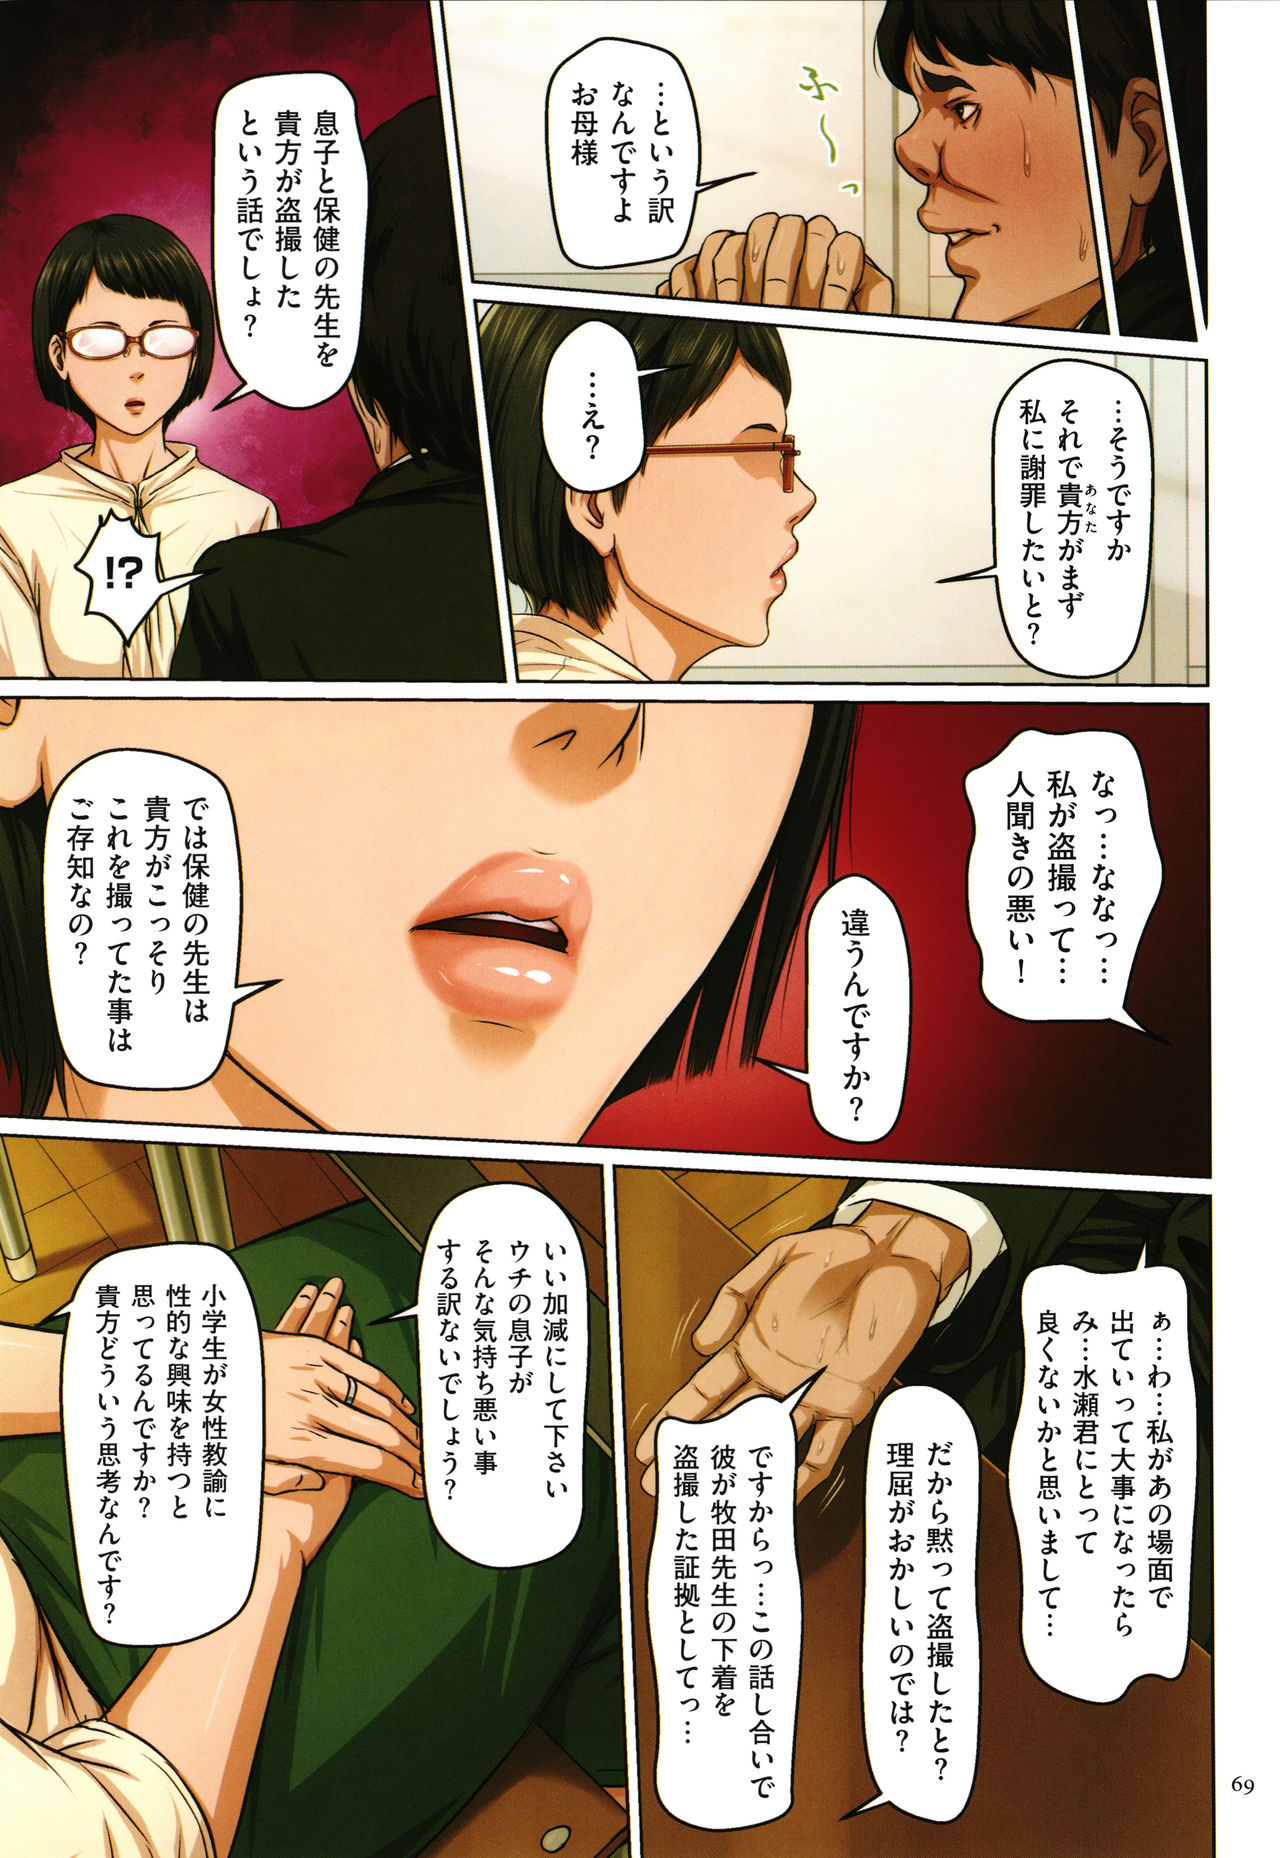 …という訳
なんですよ
お母様
ふ〜っ
…そうですか
それで貴方がまず
あなた
私に謝罪したいと？
…え？
息子と保健の先生を
貴方が盗撮した
という話でしょ？
!?
なっ…ななっ…
私が盗撮って…
人聞きの悪い！
違うんですか？
では保健の先生は
貴方がこっそり
これを撮ってた事は
ご存知なの？
ぁ…わ…私があの場面で
出ていって大事になったら
み…水瀬君にとって
良くないかと思いまして…
だから黙って盗撮したと？
理屈がおかしいのでは？
ですからっ…この話し合いで
彼が牧田先生の下着を
盗撮した証拠としてっ…
いい加減にして下さい
ウチの息子が
そんな気持ち悪い事
する訳ないでしょう？
小学生が女性教諭に
性的な興味を持つと
思ってるんですか？
貴方どういう思考なんです？
69